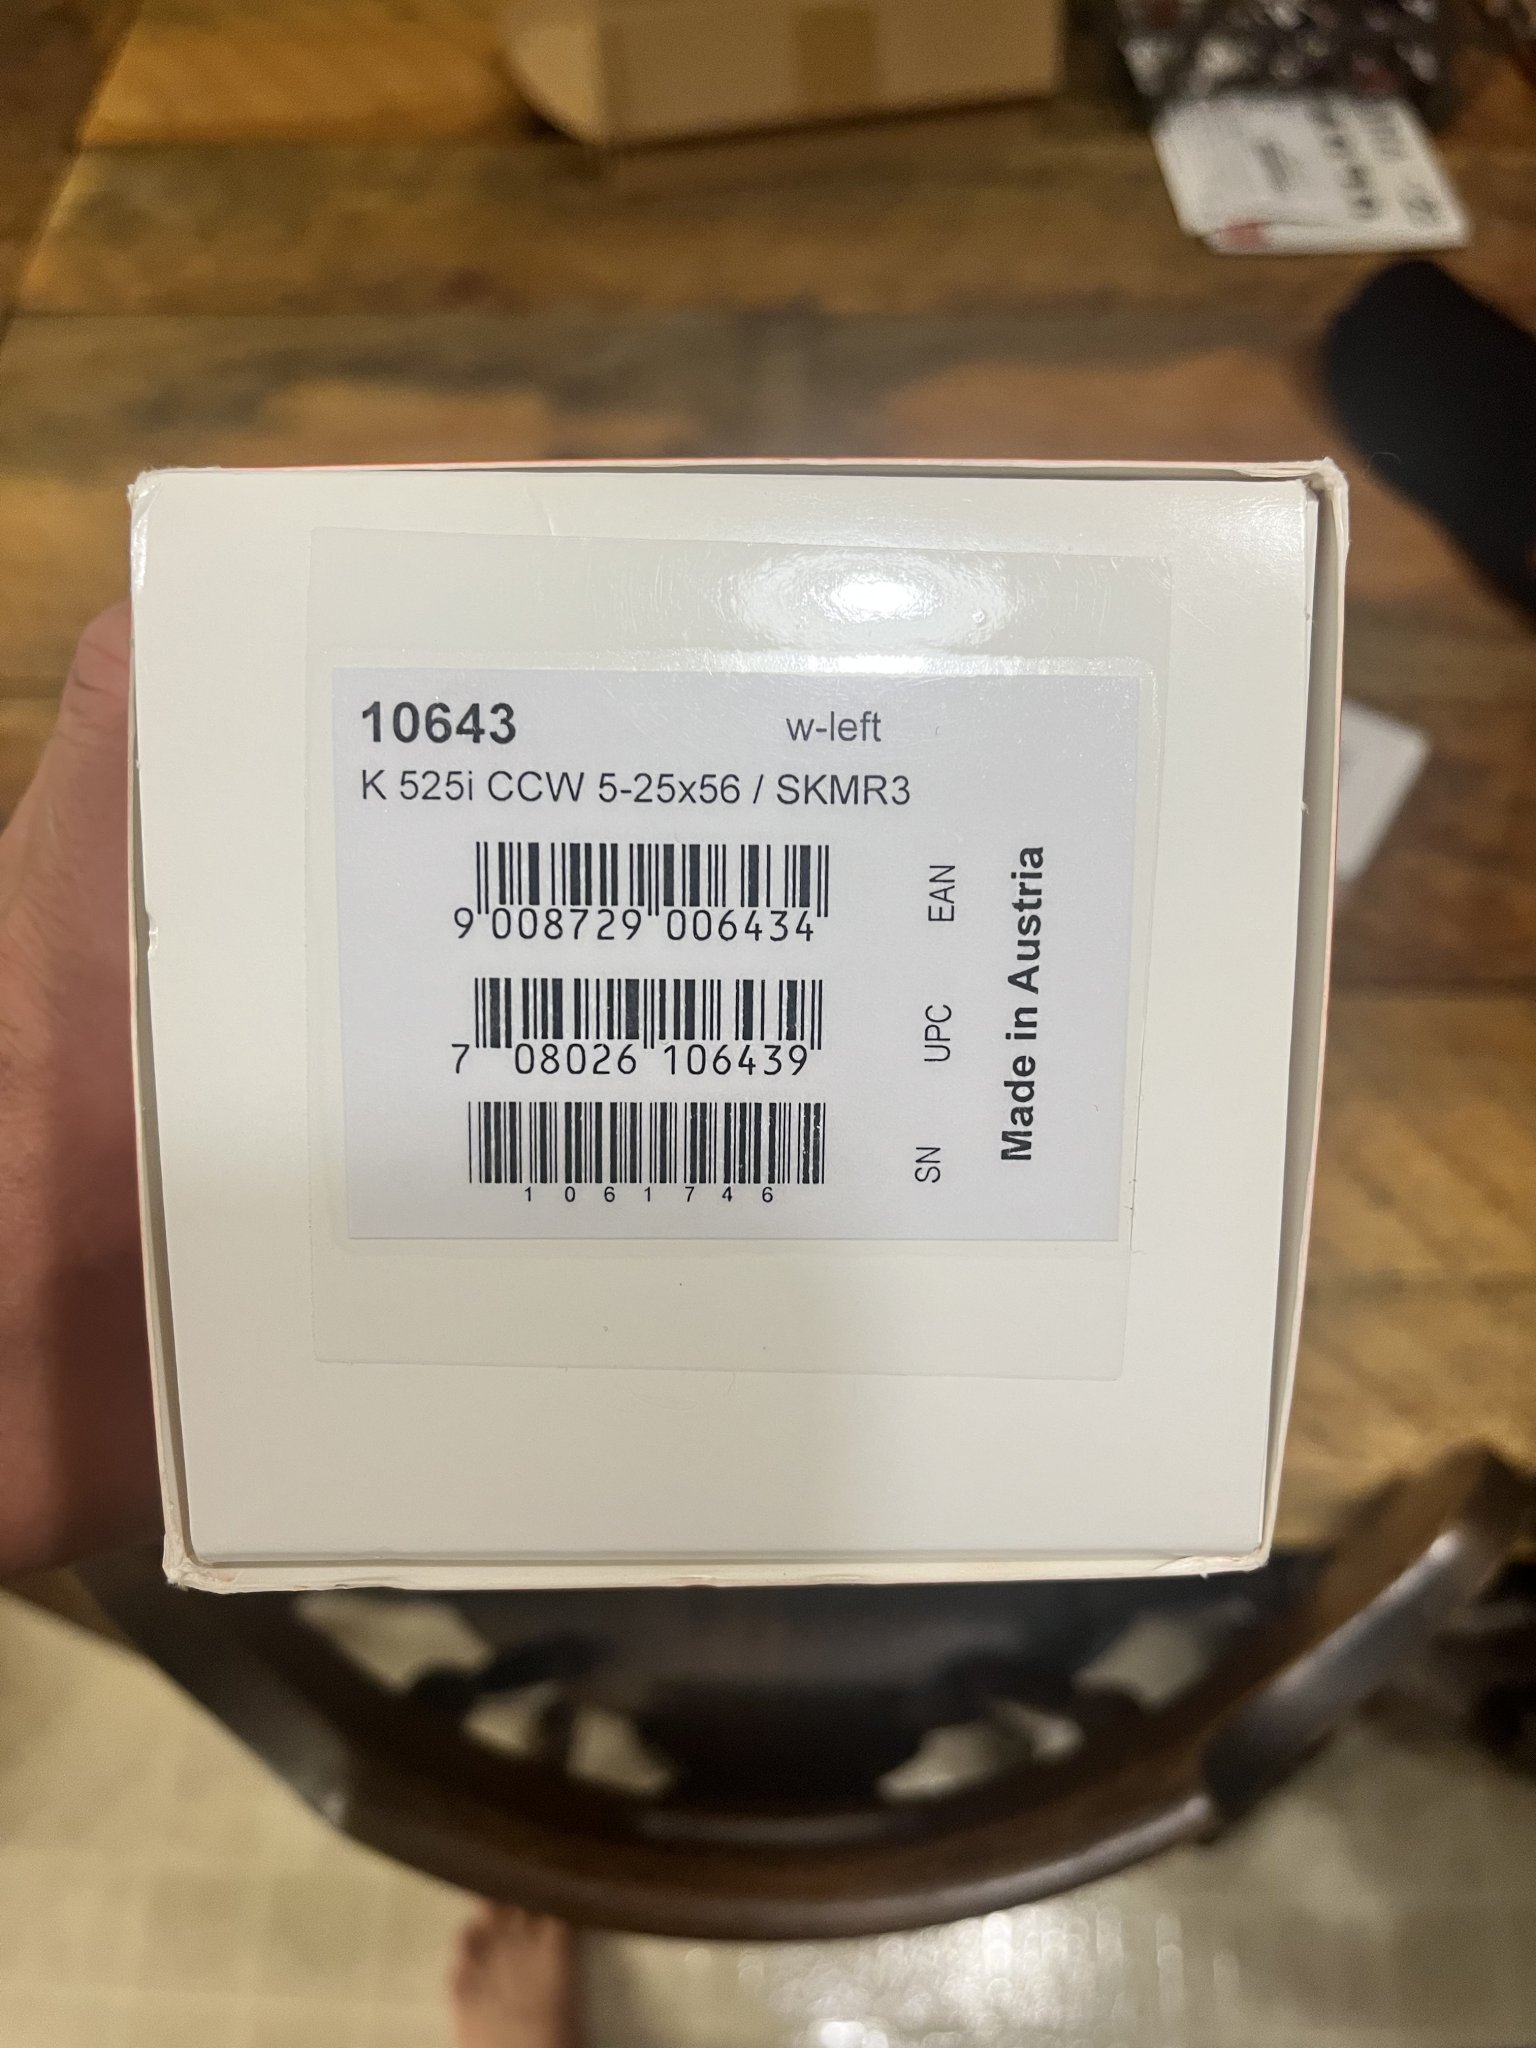 10643 w-left
K 525i CCW 5-25x56 / SKMR3
9 008729 006434 EAN
7 08026 106439 UPC
1061746 SN
Made in Austria